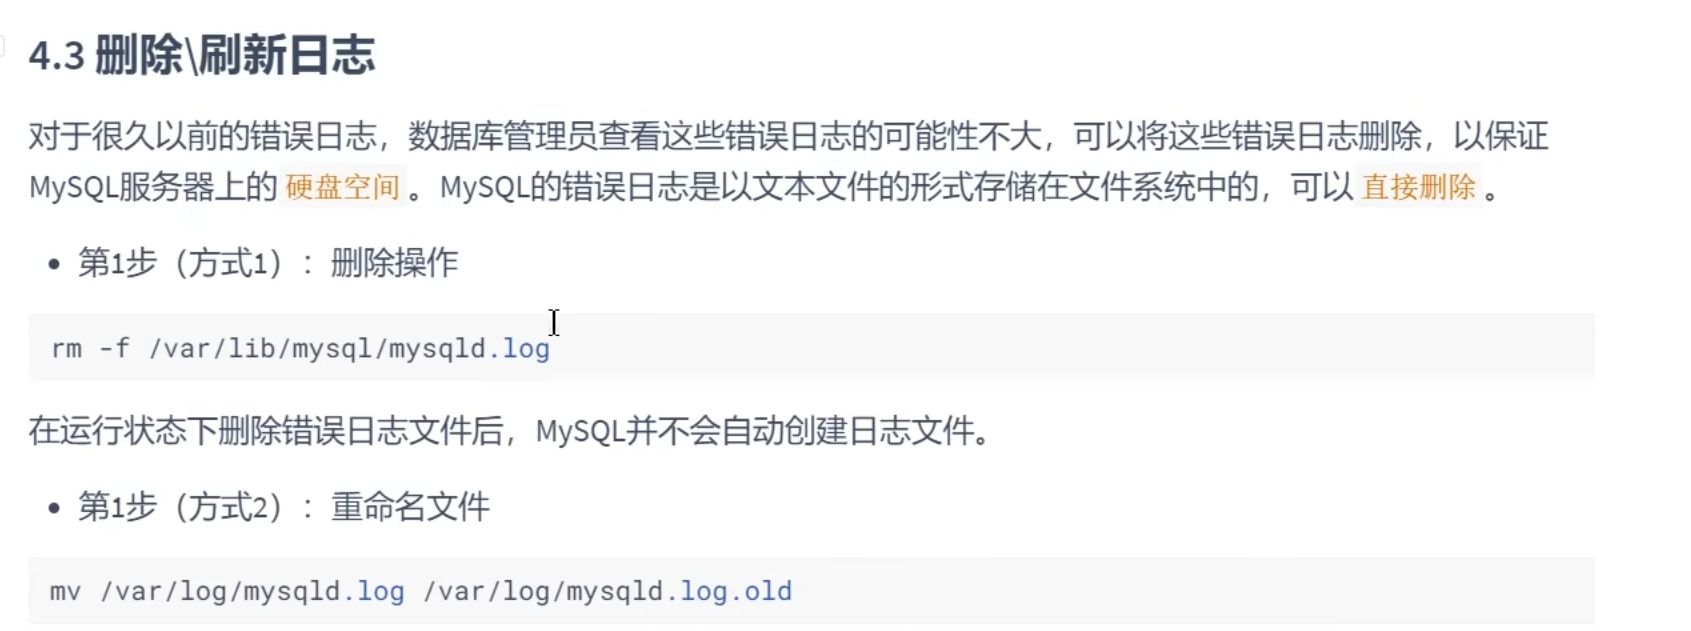 4.3 删除\刷新日志
对于很久以前的错误日志，数据库管理员查看这些错误日志的可能性不大，可以将这些错误日志删除，以保证
MySQL服务器上的 硬盘空间 。MySQL的错误日志是以文本文件的形式存储在文件系统中的，可以 直接删除 。
• 第1步（方式1）：删除操作
rm -f /var/lib/mysql/mysqld.log
在运行状态下删除错误日志文件后，MySQL并不会自动创建日志文件。
• 第1步（方式2）：重命名文件
mv /var/log/mysqld.log /var/log/mysqld.log.old